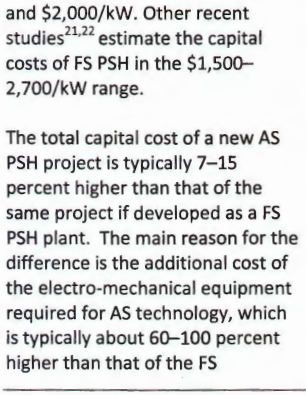 and $2,000/kW. Other recent
studies21,22 estimate the capital
costs of FS PSH in the $1,500–
2,700/kW range.
The total capital cost of a new AS
PSH project is typically 7–15
percent higher than that of the
same project if developed as a FS
PSH plant. The main reason for the
difference is the additional cost of
the electro-mechanical equipment
required for AS technology, which
is typically about 60–100 percent
higher than that of the FS